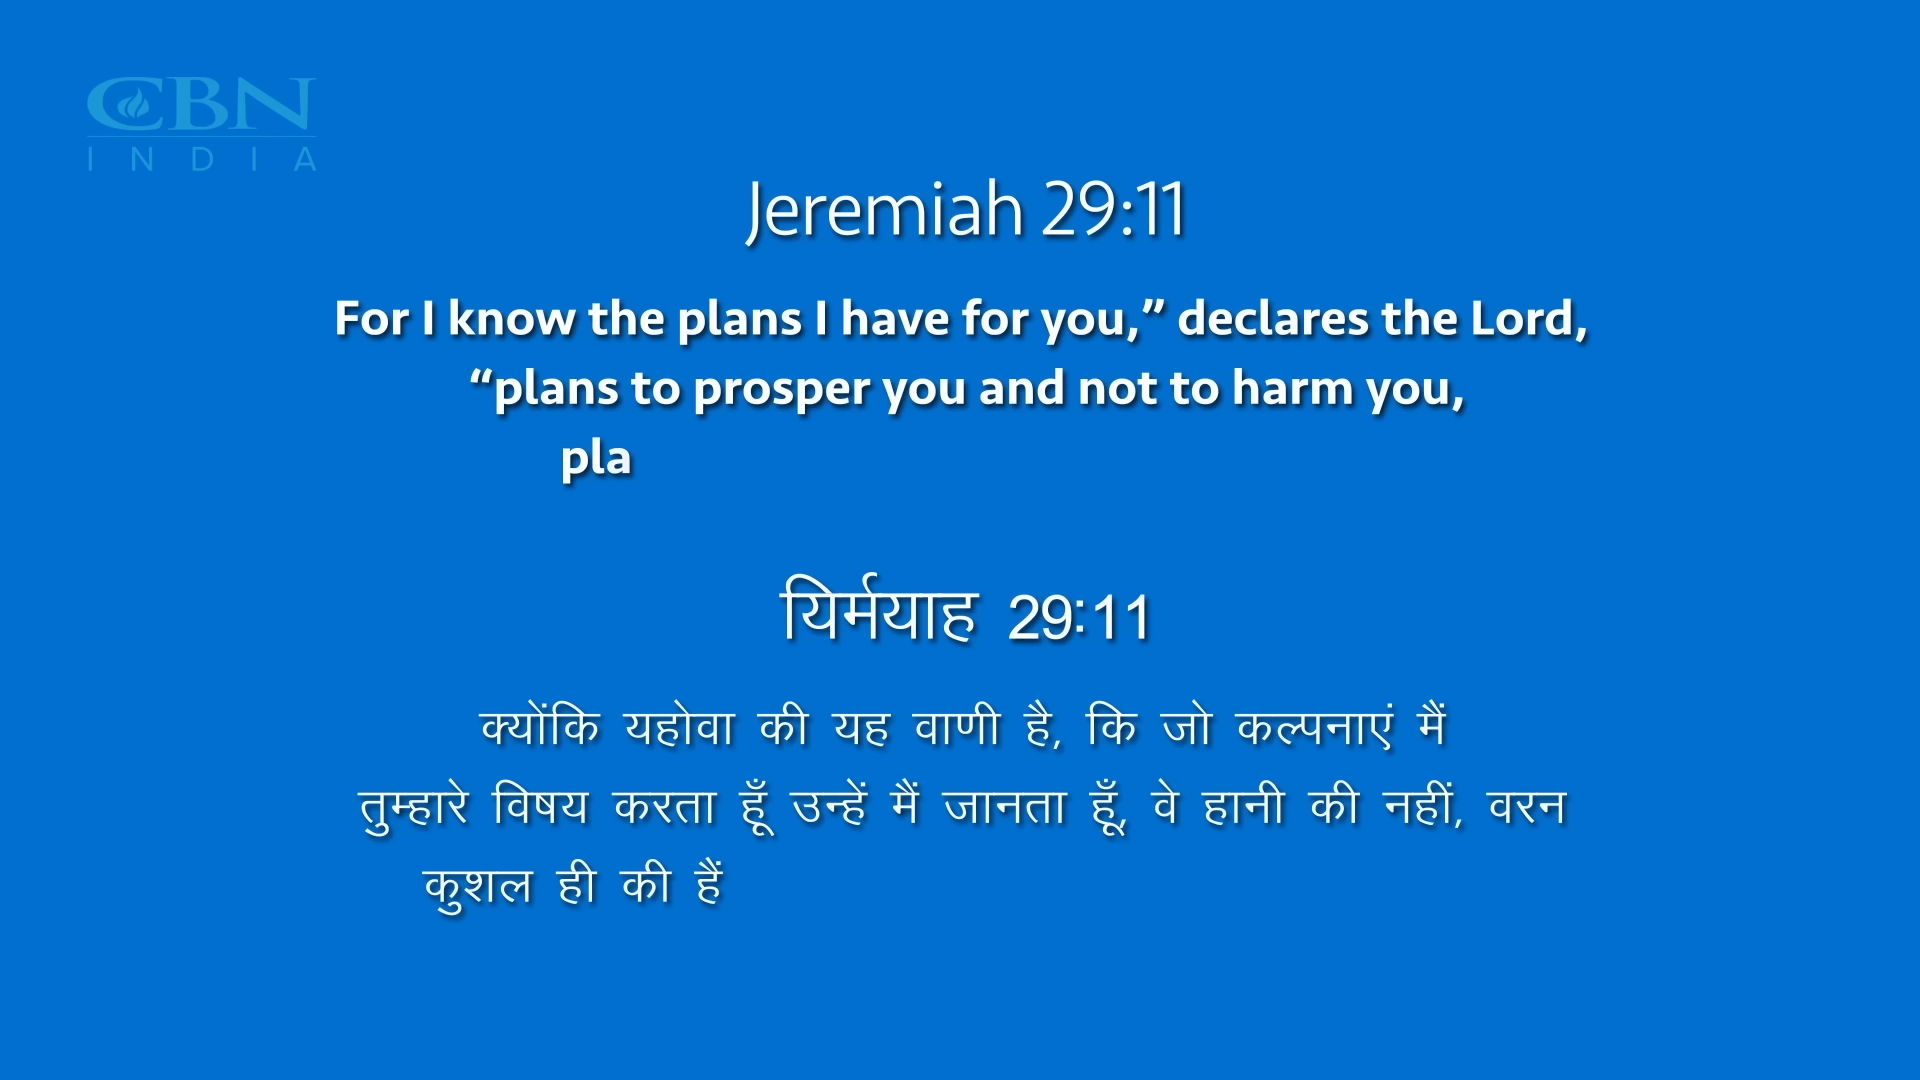 CBN
INDIA
Jeremiah 29:11
For I know the plans I have for you,” declares the Lord,
“plans to prosper you and not to harm you,
pla
यिर्मयाह 29:11
क्योंकि यहोवा की यह वाणी है, कि जो कल्पनाएं मैं
तुम्हारे विषय करता हूँ उन्हें मैं जानता हूँ, वे हानी की नहीं, वरन
कुशल ही की हैं